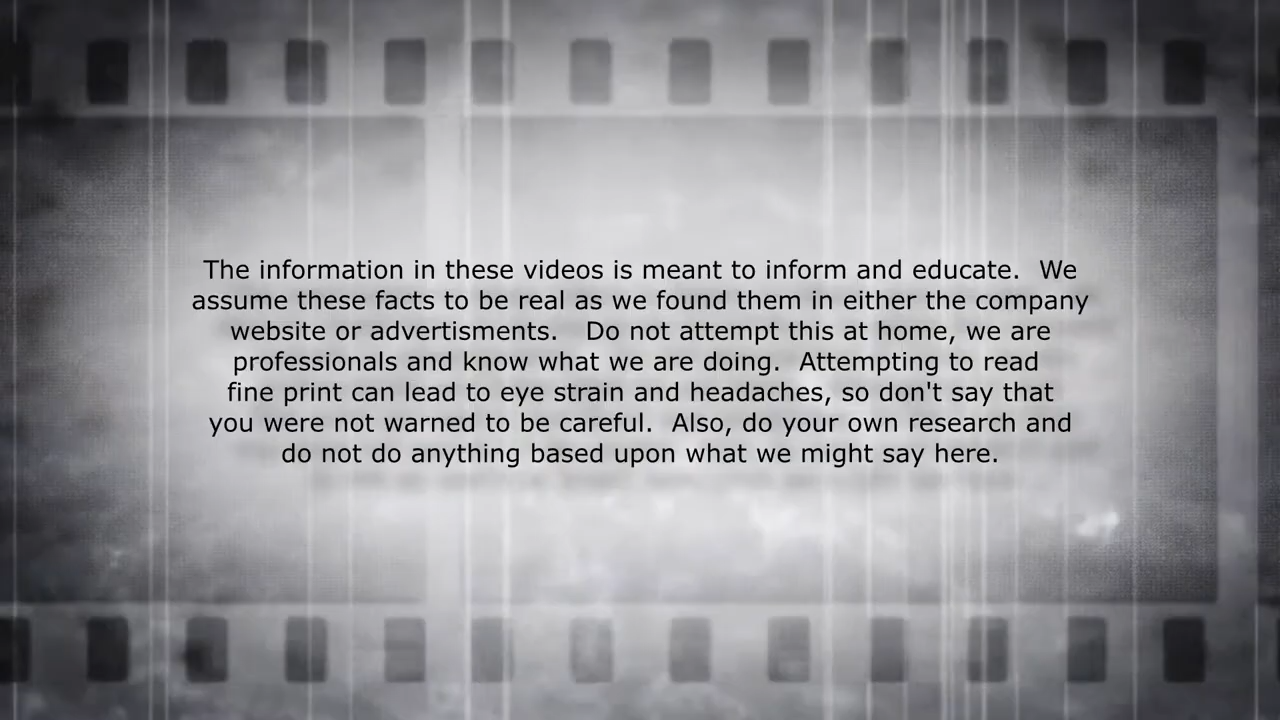 The information in these videos is meant to inform and educate.  We
assume these facts to be real as we found them in either the company
website or advertisments.   Do not attempt this at home, we are
professionals and know what we are doing.  Attempting to read
fine print can lead to eye strain and headaches, so don't say that
you were not warned to be careful.  Also, do your own research and
do not do anything based upon what we might say here.